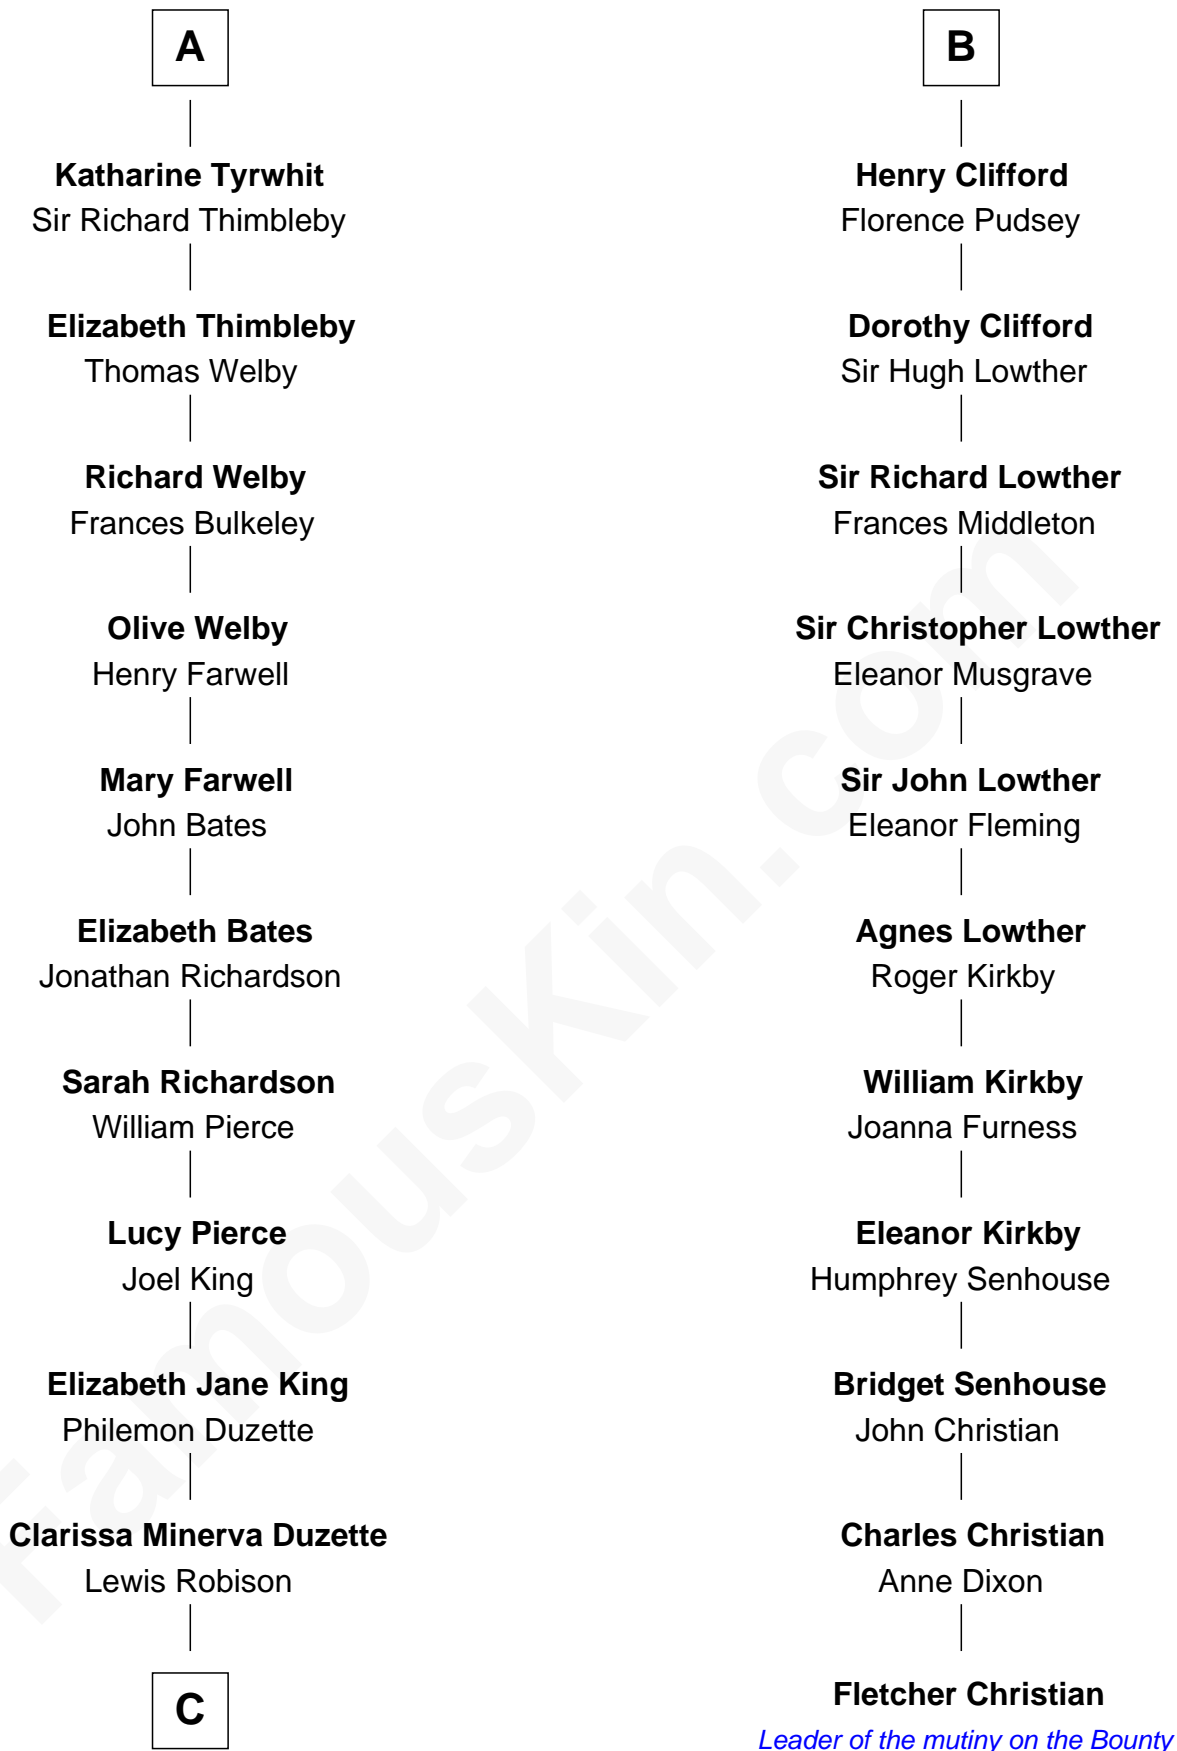 A
Katharine Tyrwhit
Sir Richard Thimbleby
Elizabeth Thimbleby
Thomas Welby
Richard Welby
Frances Bulkeley
Olive Welby
Henry Farwell
Mary Farwell
John Bates
Elizabeth Bates
Jonathan Richardson
Sarah Richardson
William Pierce
Lucy Pierce
Joel King
Elizabeth Jane King
Philemon Duzette
Clarissa Minerva Duzette
Lewis Robison
C
B
Henry Clifford
Florence Pudsey
Dorothy Clifford
Sir Hugh Lowther
Sir Richard Lowther
Frances Middleton
Sir Christopher Lowther
Eleanor Musgrave
Sir John Lowther
Eleanor Fleming
Agnes Lowther
Roger Kirkby
William Kirkby
Joanna Furness
Eleanor Kirkby
Humphrey Senhouse
Bridget Senhouse
John Christian
Charles Christian
Anne Dixon
Fletcher Christian
Leader of the mutiny on the Bounty
FamousKin.com